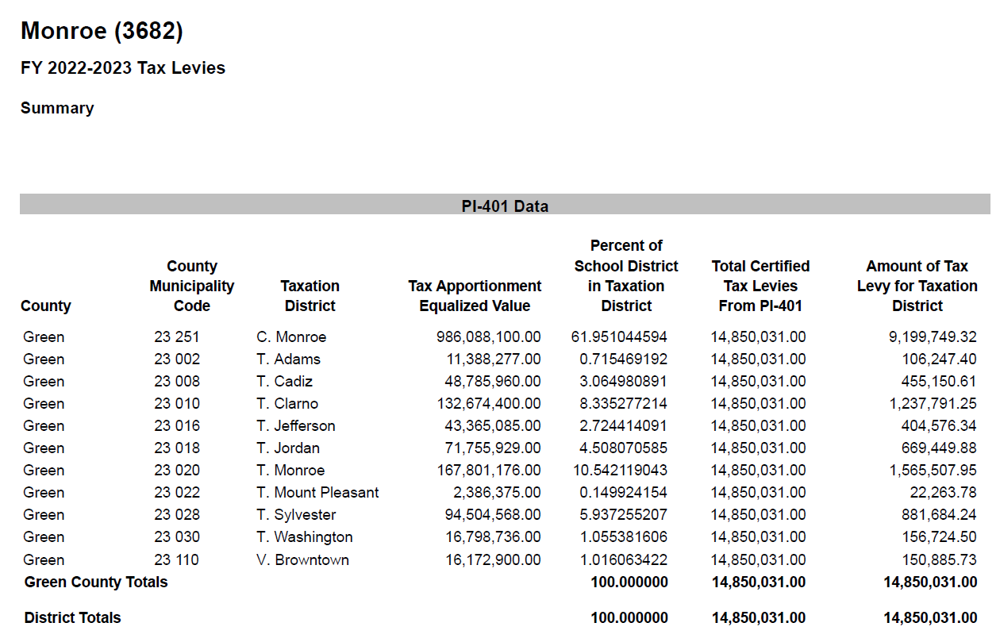 Monroe (3682)
FY 2022-2023 Tax Levies
Summary
PI-401 Data
Percent of
County School District Total Certified Amount of Tax
Municipality Taxation Tax Apportionment in Taxation Tax Levies Levy for Taxation
County Code District Equalized Value District From PI-401 District
Green 23 251 C. Monroe 986,088,100.00 61.951044594 14,850,031.00 9,199,749.32
Green 23 002 T. Adams 11,388,277.00 0.715469192 14,850,031.00 106,247.40
Green 23 008 T. Cadiz 48,785,960.00 3.064980891 14,850,031.00 455,150.61
Green 23 010 T. Clarno 132,674,400.00 8.335277214 14,850,031.00 1,237,791.25
Green 23 016 T. Jefferson 43,365,085.00 2.724414091 14,850,031.00 404,576.34
Green 23 018 T. Jordan 71,755,929.00 4.508070585 14,850,031.00 669,449.88
Green 23 020 T. Monroe 167,801,176.00 10.542119043 14,850,031.00 1,565,507.95
Green 23 022 T. Mount Pleasant 2,386,375.00 0.149924154 14,850,031.00 22,263.78
Green 23 028 T. Sylvester 94,504,568.00 5.937255207 14,850,031.00 881,684.24
Green 23 030 T. Washington 16,798,736.00 1.055381606 14,850,031.00 156,724.50
Green 23 110 V. Browntown 16,172,900.00 1.016063422 14,850,031.00 150,885.73
Green County Totals 100.000000 14,850,031.00 14,850,031.00
District Totals 100.000000 14,850,031.00 14,850,031.00